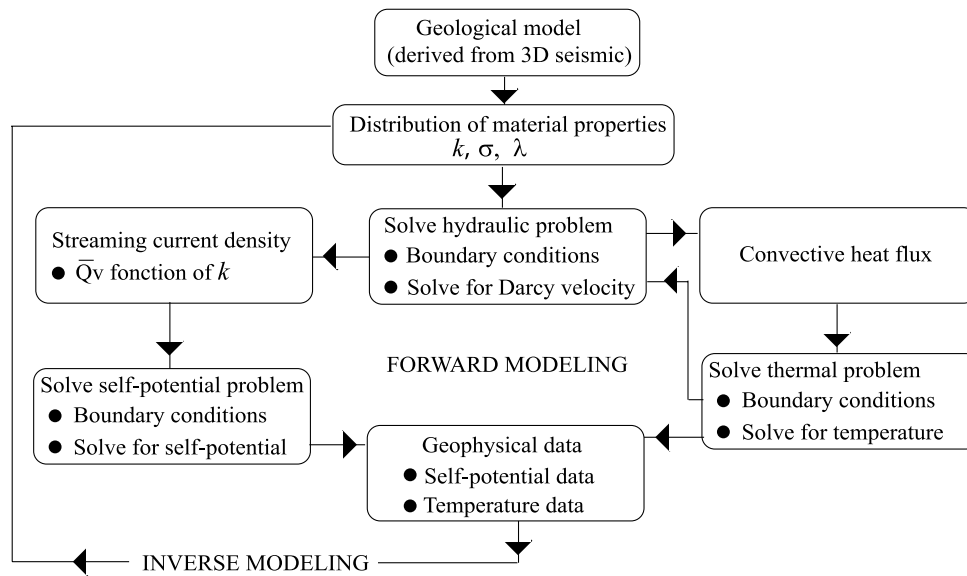 Geological model
(derived from 3D seismic)
Distribution of material properties
k, σ, λ
Solve hydraulic problem
● Boundary conditions
● Solve for Darcy velocity
Streaming current density
● Q̅v fonction of k
Convective heat flux
FORWARD MODELING
Solve self-potential problem
● Boundary conditions
● Solve for self-potential
Solve thermal problem
● Boundary conditions
● Solve for temperature
Geophysical data
● Self-potential data
● Temperature data
INVERSE MODELING